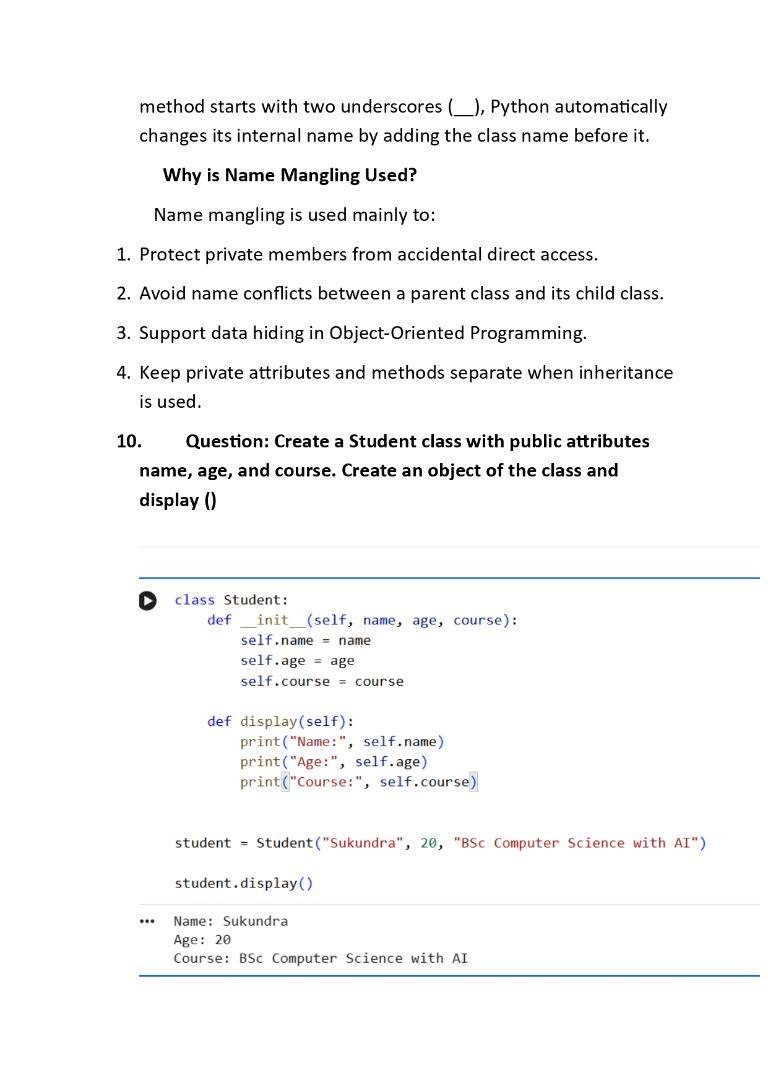 method starts with two underscores (__), Python automatically
changes its internal name by adding the class name before it.
Why is Name Mangling Used?
Name mangling is used mainly to:
1. Protect private members from accidental direct access.
2. Avoid name conflicts between a parent class and its child class.
3. Support data hiding in Object-Oriented Programming.
4. Keep private attributes and methods separate when inheritance
is used.
10. Question: Create a Student class with public attributes
name, age, and course. Create an object of the class and
display ()
class Student:
    def __init__(self, name, age, course):
        self.name = name
        self.age = age
        self.course = course
    def display(self):
        print("Name:", self.name)
        print("Age:", self.age)
        print("Course:", self.course)
student = Student("Sukundra", 20, "BSc Computer Science with AI")
student.display()
••• Name: Sukundra
Age: 20
Course: BSc Computer Science with AI